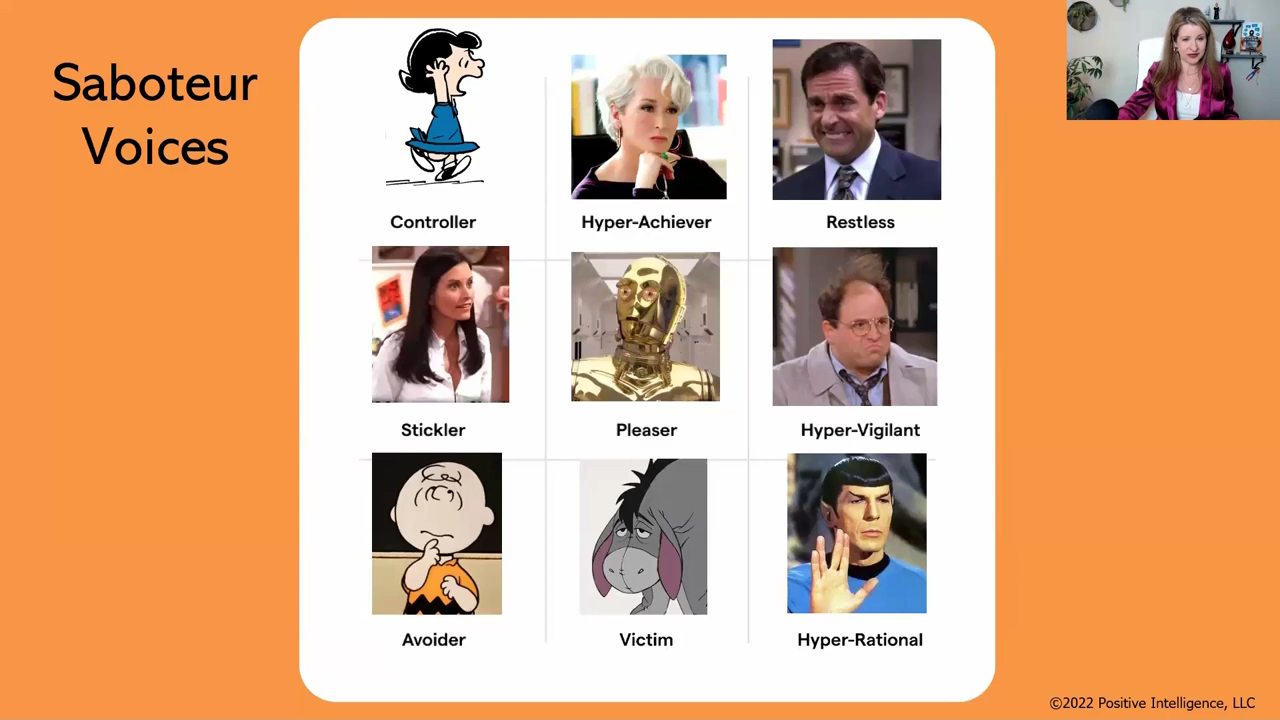 Saboteur
Voices
Controller
Hyper-Achiever
Restless
Stickler
Pleaser
Hyper-Vigilant
Avoider
Victim
Hyper-Rational
©2022 Positive Intelligence, LLC